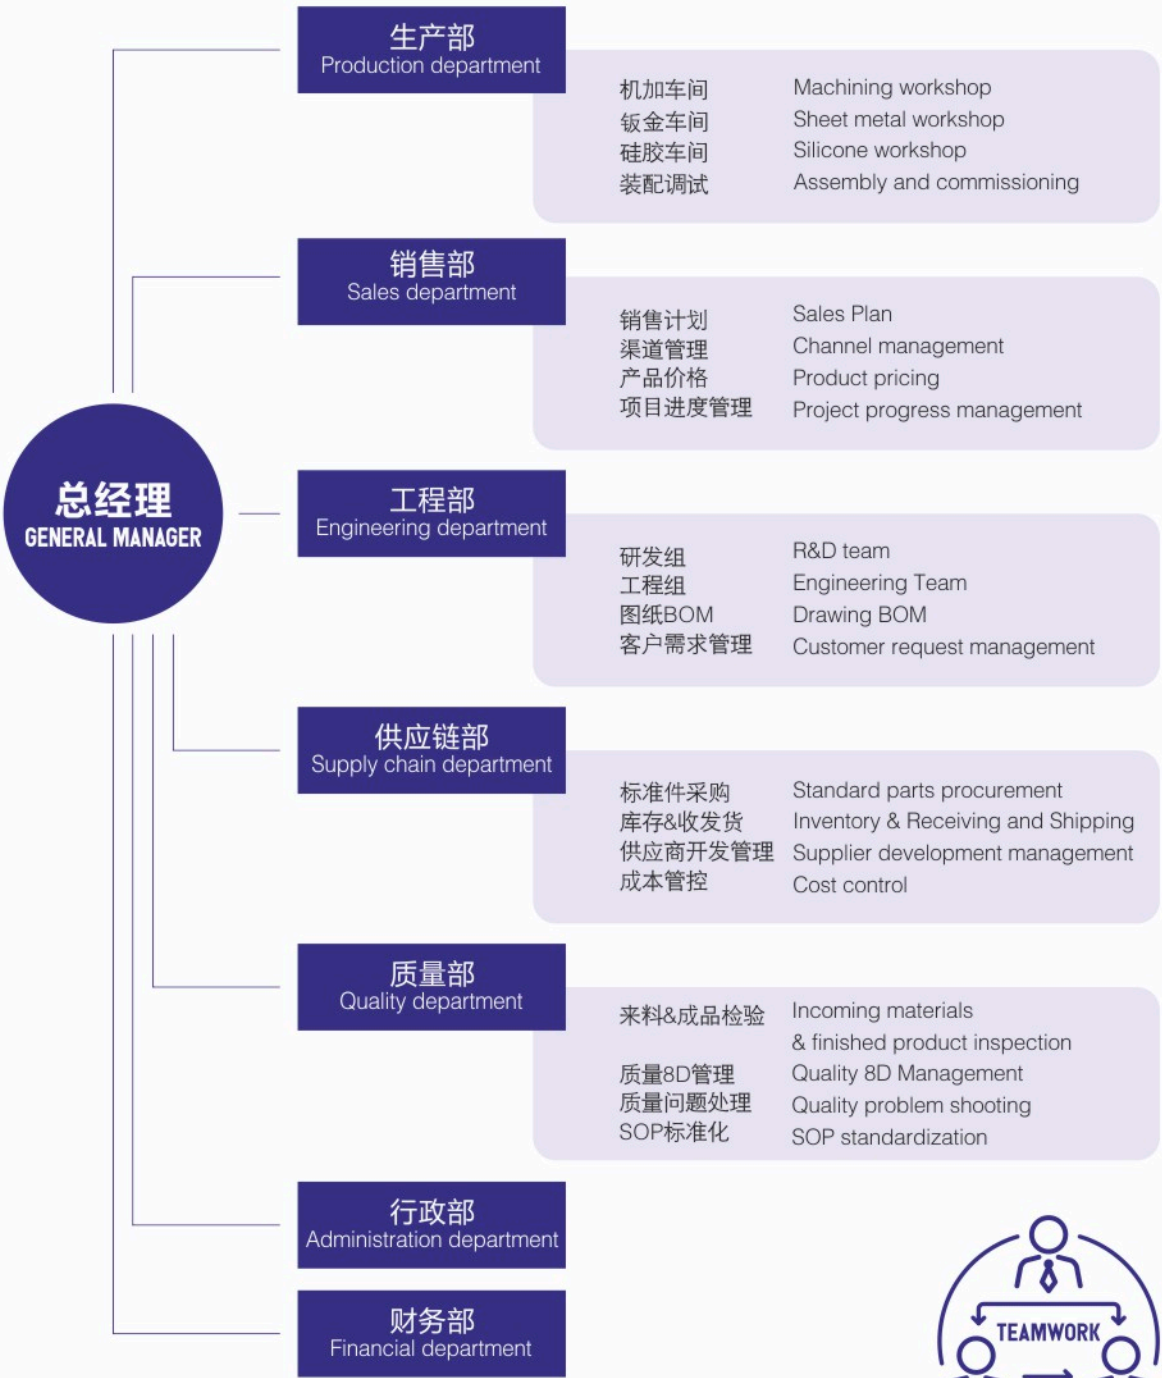 生产部
Production department
机加车间 Machining workshop
钣金车间 Sheet metal workshop
硅胶车间 Silicone workshop
装配调试 Assembly and commissioning
销售部
Sales department
销售计划 Sales Plan
渠道管理 Channel management
产品价格 Product pricing
项目进度管理 Project progress management
总经理
GENERAL MANAGER
工程部
Engineering department
研发组 R&D team
工程组 Engineering Team
图纸BOM Drawing BOM
客户需求管理 Customer request management
供应链部
Supply chain department
标准件采购 Standard parts procurement
库存&收发货 Inventory & Receiving and Shipping
供应商开发管理 Supplier development management
成本管控 Cost control
质量部
Quality department
来料&成品检验 Incoming materials
& finished product inspection
质量8D管理 Quality 8D Management
质量问题处理 Quality problem shooting
SOP标准化 SOP standardization
行政部
Administration department
财务部
Financial department
TEAMWORK